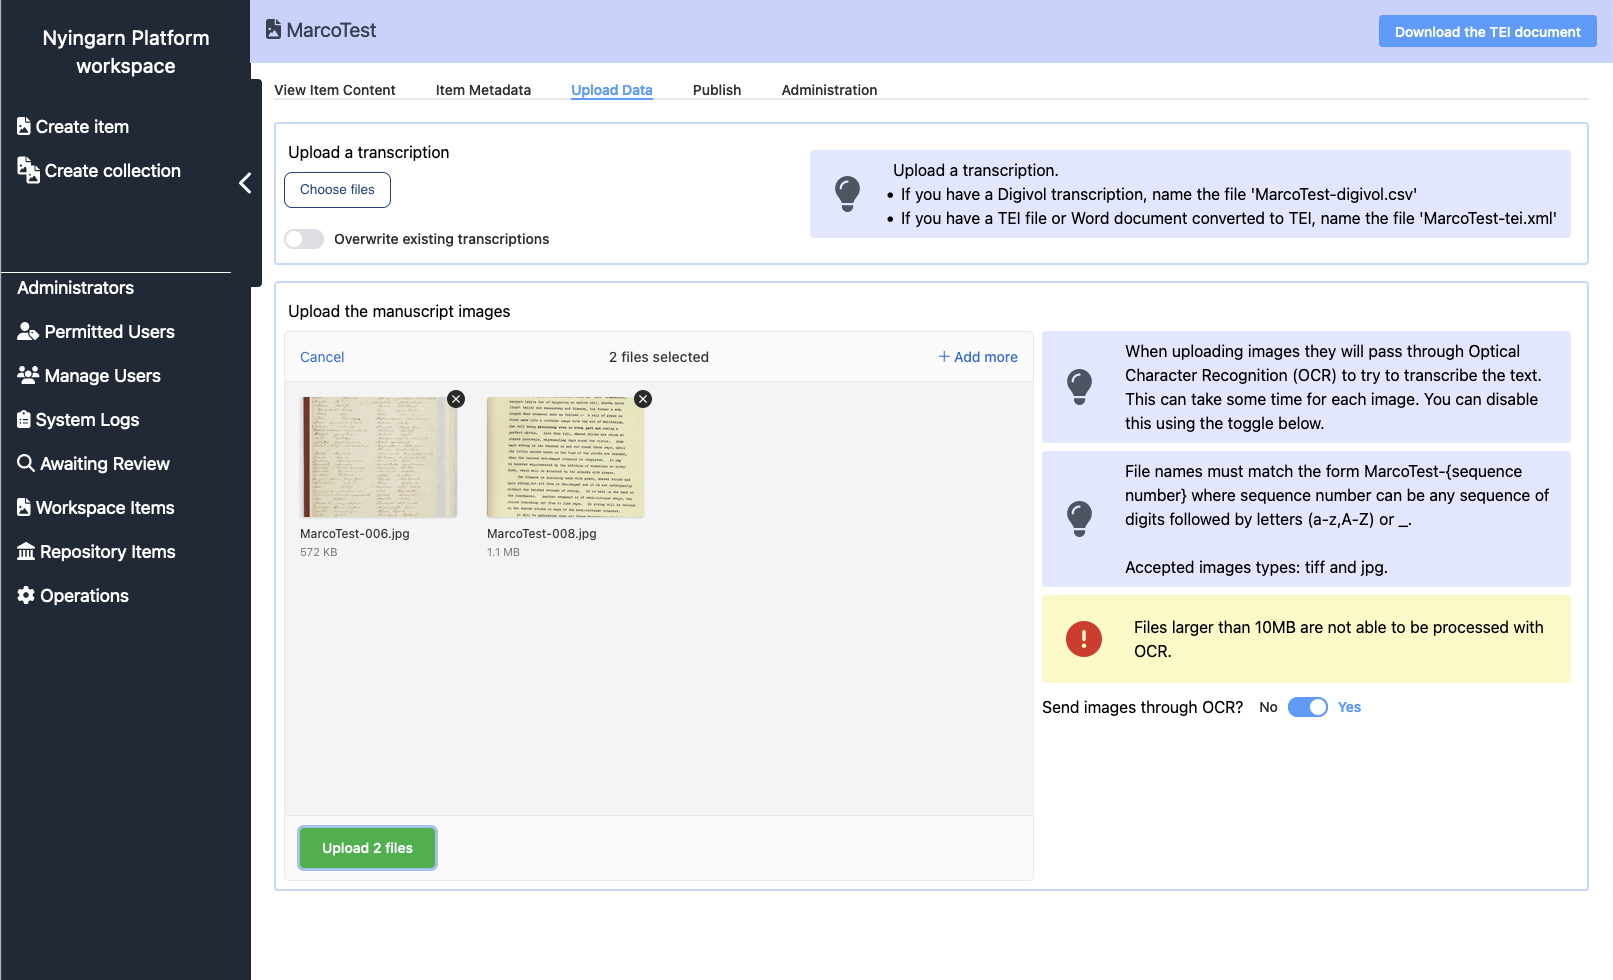 Nyingarn Platform
workspace
Create item
Create collection
Administrators
Permitted Users
Manage Users
System Logs
Awaiting Review
Workspace Items
Repository Items
Operations
MarcoTest
Download the TEI document
View Item Content
Item Metadata
Upload Data
Publish
Administration
Upload a transcription
Choose files
Overwrite existing transcriptions
Upload a transcription.
• If you have a Digivol transcription, name the file 'MarcoTest-digivol.csv'
• If you have a TEI file or Word document converted to TEI, name the file 'MarcoTest-tei.xml'
Upload the manuscript images
Cancel
2 files selected
+ Add more
MarcoTest-006.jpg
572 KB
MarcoTest-008.jpg
1.1 MB
Upload 2 files
When uploading images they will pass through Optical
Character Recognition (OCR) to try to transcribe the text.
This can take some time for each image. You can disable
this using the toggle below.
File names must match the form MarcoTest-{sequence
number} where sequence number can be any sequence of
digits followed by letters (a-z,A-Z) or _.
Accepted images types: tiff and jpg.
Files larger than 10MB are not able to be processed with
OCR.
Send images through OCR? No Yes